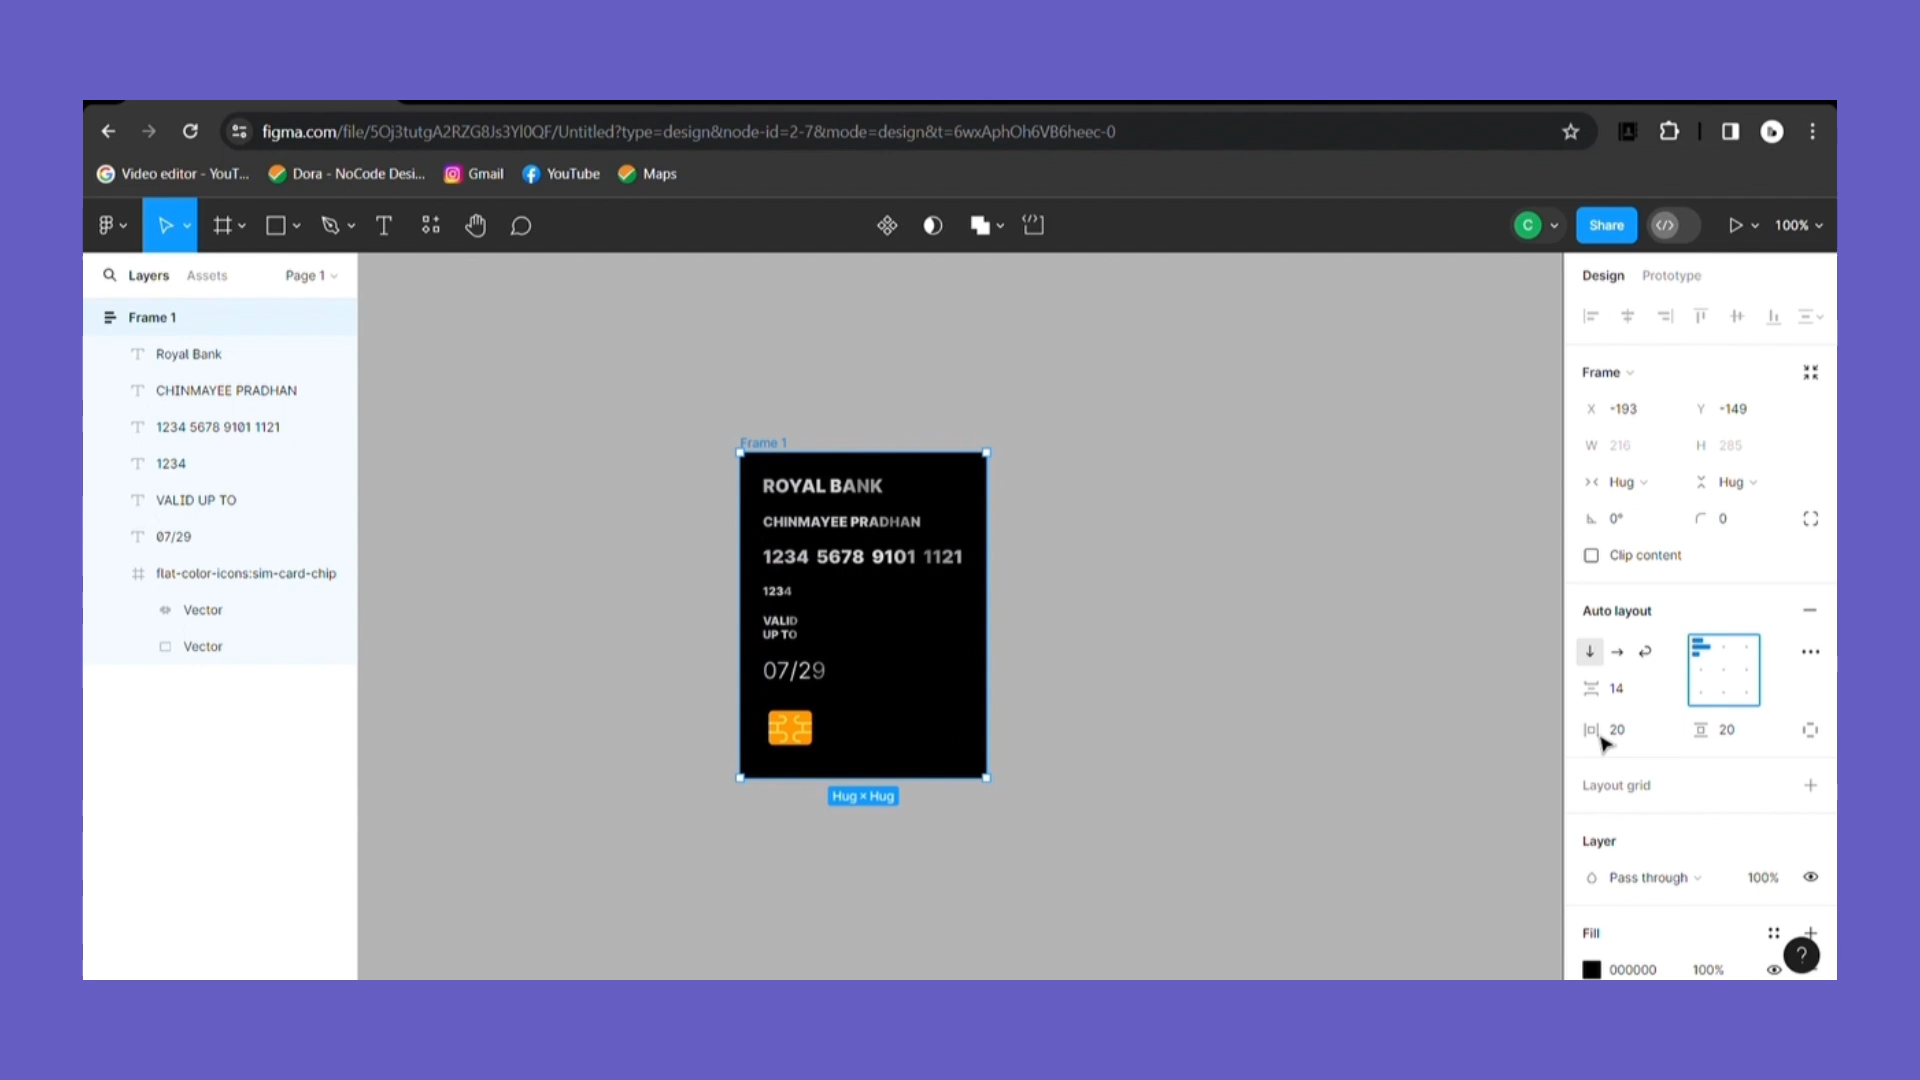 figma.com/file/5Oj3tutgA2RZG8Js3Yl0QF/Untitled?type=design&node-id=2-7&mode=design&t=6wxAphOh6VB6heec-0
Video editor - YouT...
Dora - NoCode Desi...
Gmail
YouTube
Maps
C
Share
100%
Layers
Assets
Page 1
Frame 1
Royal Bank
CHINMAYEE PRADHAN
1234 5678 9101 1121
1234
VALID UP TO
07/29
flat-color-icons:sim-card-chip
Vector
Vector
Frame 1
ROYAL BANK
CHINMAYEE PRADHAN
1234 5678 9101 1121
1234
VALID
UP TO
07/29
Hug × Hug
Design
Prototype
Frame
X -193
Y -149
W 216
H 285
Hug
Hug
0°
0
Clip content
Auto layout
14
20
20
Layout grid
Layer
Pass through
100%
Fill
000000
100%
?